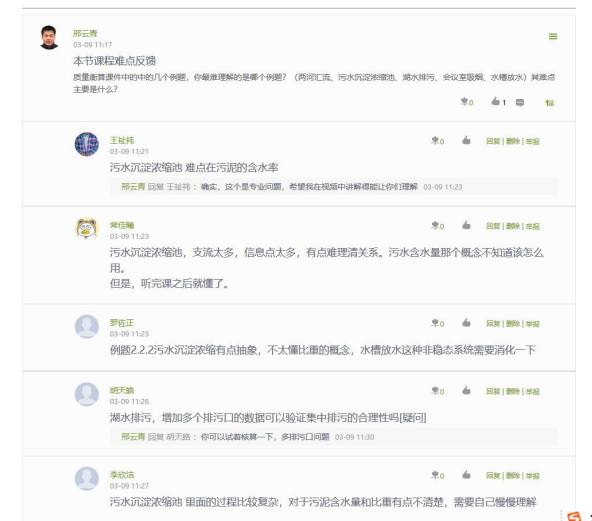 邢云青
03-09 11:17
本节课程难点反馈
质量衡算课件中的中的几个例题，你最难理解的是哪个例题？（两河汇流、污水沉淀浓缩池、湖水排污、会议室吸烟、水槽放水）其难点
主要是什么？
0 1
王祉祎 0 回复 | 删除 | 举报
03-09 11:21
污水沉淀浓缩池 难点在污泥的含水率
邢云青 回复 王祉祎： 确实，这个是专业问题，希望我在视频中讲解得能让你们理解 03-09 11:23
常佳曦 0 回复 | 删除 | 举报
03-09 11:23
污水沉淀浓缩池，支流太多，信息点太多，有点难理清关系。污水含水量那个概念不知道该怎么
用。
但是，听完课之后就懂了。
罗佐正 0 回复 | 删除 | 举报
03-09 11:23
例题2.2.2污水沉淀浓缩有点抽象，不太懂比重的概念，水槽放水这种非稳态系统需要消化一下
胡天皓 0 回复 | 删除 | 举报
03-09 11:26
湖水排污，增加多个排污口的数据可以验证集中排污的合理性吗[疑问]
邢云青 回复 胡天皓： 你可以试着核算一下，多排污口问题 03-09 11:30
李欣洁 0 回复 | 删除 | 举报
03-09 11:27
污水沉淀浓缩池 里面的过程比较复杂，对于污泥含水量和比重有点不清楚，需要自己慢慢理解